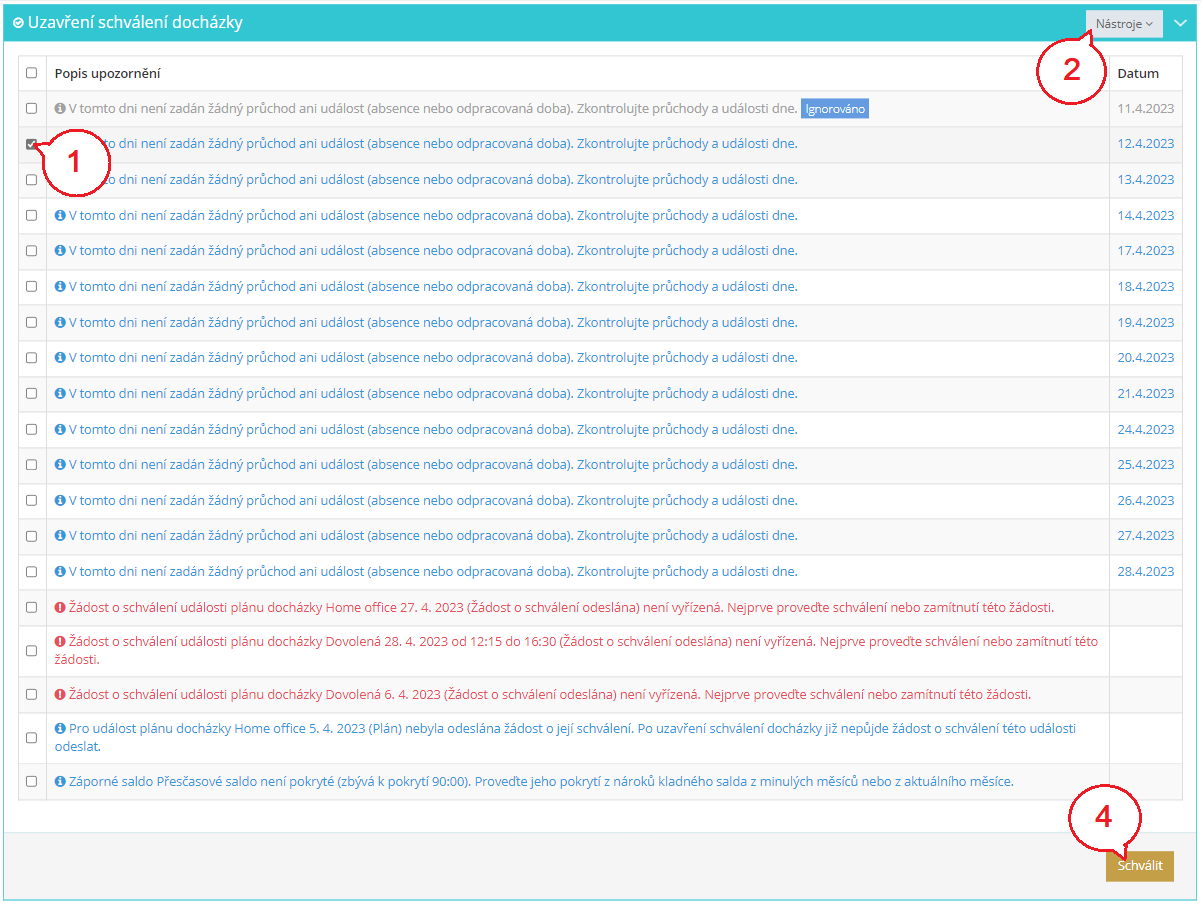 Uzavření schválení docházky
Nástroje
2
Popis upozornění Datum
V tomto dni není zadán žádný průchod ani událost (absence nebo odpracovaná doba). Zkontrolujte průchody a události dne. Ignorováno 11.4.2023
1
tomto dni není zadán žádný průchod ani událost (absence nebo odpracovaná doba). Zkontrolujte průchody a události dne. 12.4.2023
dni není zadán žádný průchod ani událost (absence nebo odpracovaná doba). Zkontrolujte průchody a události dne. 13.4.2023
V tomto dni není zadán žádný průchod ani událost (absence nebo odpracovaná doba). Zkontrolujte průchody a události dne. 14.4.2023
V tomto dni není zadán žádný průchod ani událost (absence nebo odpracovaná doba). Zkontrolujte průchody a události dne. 17.4.2023
V tomto dni není zadán žádný průchod ani událost (absence nebo odpracovaná doba). Zkontrolujte průchody a události dne. 18.4.2023
V tomto dni není zadán žádný průchod ani událost (absence nebo odpracovaná doba). Zkontrolujte průchody a události dne. 19.4.2023
V tomto dni není zadán žádný průchod ani událost (absence nebo odpracovaná doba). Zkontrolujte průchody a události dne. 20.4.2023
V tomto dni není zadán žádný průchod ani událost (absence nebo odpracovaná doba). Zkontrolujte průchody a události dne. 21.4.2023
V tomto dni není zadán žádný průchod ani událost (absence nebo odpracovaná doba). Zkontrolujte průchody a události dne. 24.4.2023
V tomto dni není zadán žádný průchod ani událost (absence nebo odpracovaná doba). Zkontrolujte průchody a události dne. 25.4.2023
V tomto dni není zadán žádný průchod ani událost (absence nebo odpracovaná doba). Zkontrolujte průchody a události dne. 26.4.2023
V tomto dni není zadán žádný průchod ani událost (absence nebo odpracovaná doba). Zkontrolujte průchody a události dne. 27.4.2023
V tomto dni není zadán žádný průchod ani událost (absence nebo odpracovaná doba). Zkontrolujte průchody a události dne. 28.4.2023
Žádost o schválení události plánu docházky Home office 27. 4. 2023 (Žádost o schválení odeslána) není vyřízená. Nejprve proveďte schválení nebo zamítnutí této žádosti.
Žádost o schválení události plánu docházky Dovolená 28. 4. 2023 od 12:15 do 16:30 (Žádost o schválení odeslána) není vyřízená. Nejprve proveďte schválení nebo zamítnutí této
žádosti.
Žádost o schválení události plánu docházky Dovolená 6. 4. 2023 (Žádost o schválení odeslána) není vyřízená. Nejprve proveďte schválení nebo zamítnutí této žádosti.
Pro událost plánu docházky Home office 5. 4. 2023 (Plán) nebyla odeslána žádost o její schválení. Po uzavření schválení docházky již nepůjde žádost o schválení této události
odeslat.
Záporné saldo Přesčasové saldo není pokryté (zbývá k pokrytí 90:00). Proveďte jeho pokrytí z nároků kladného salda z minulých měsíců nebo z aktuálního měsíce.
4
Schválit